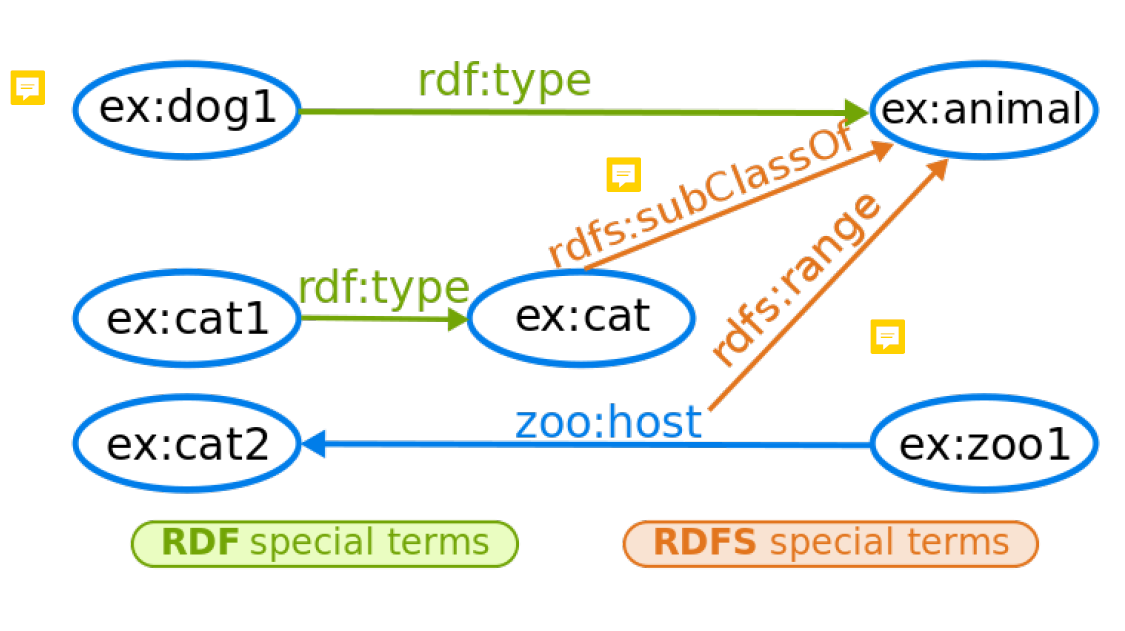 rdf:type
ex:dog1
ex:animal
rdfs:subClassOf
rdfs:range
rdf:type
ex:cat1
ex:cat
zoo:host
ex:cat2
ex:zoo1
RDF special terms
RDFS special terms